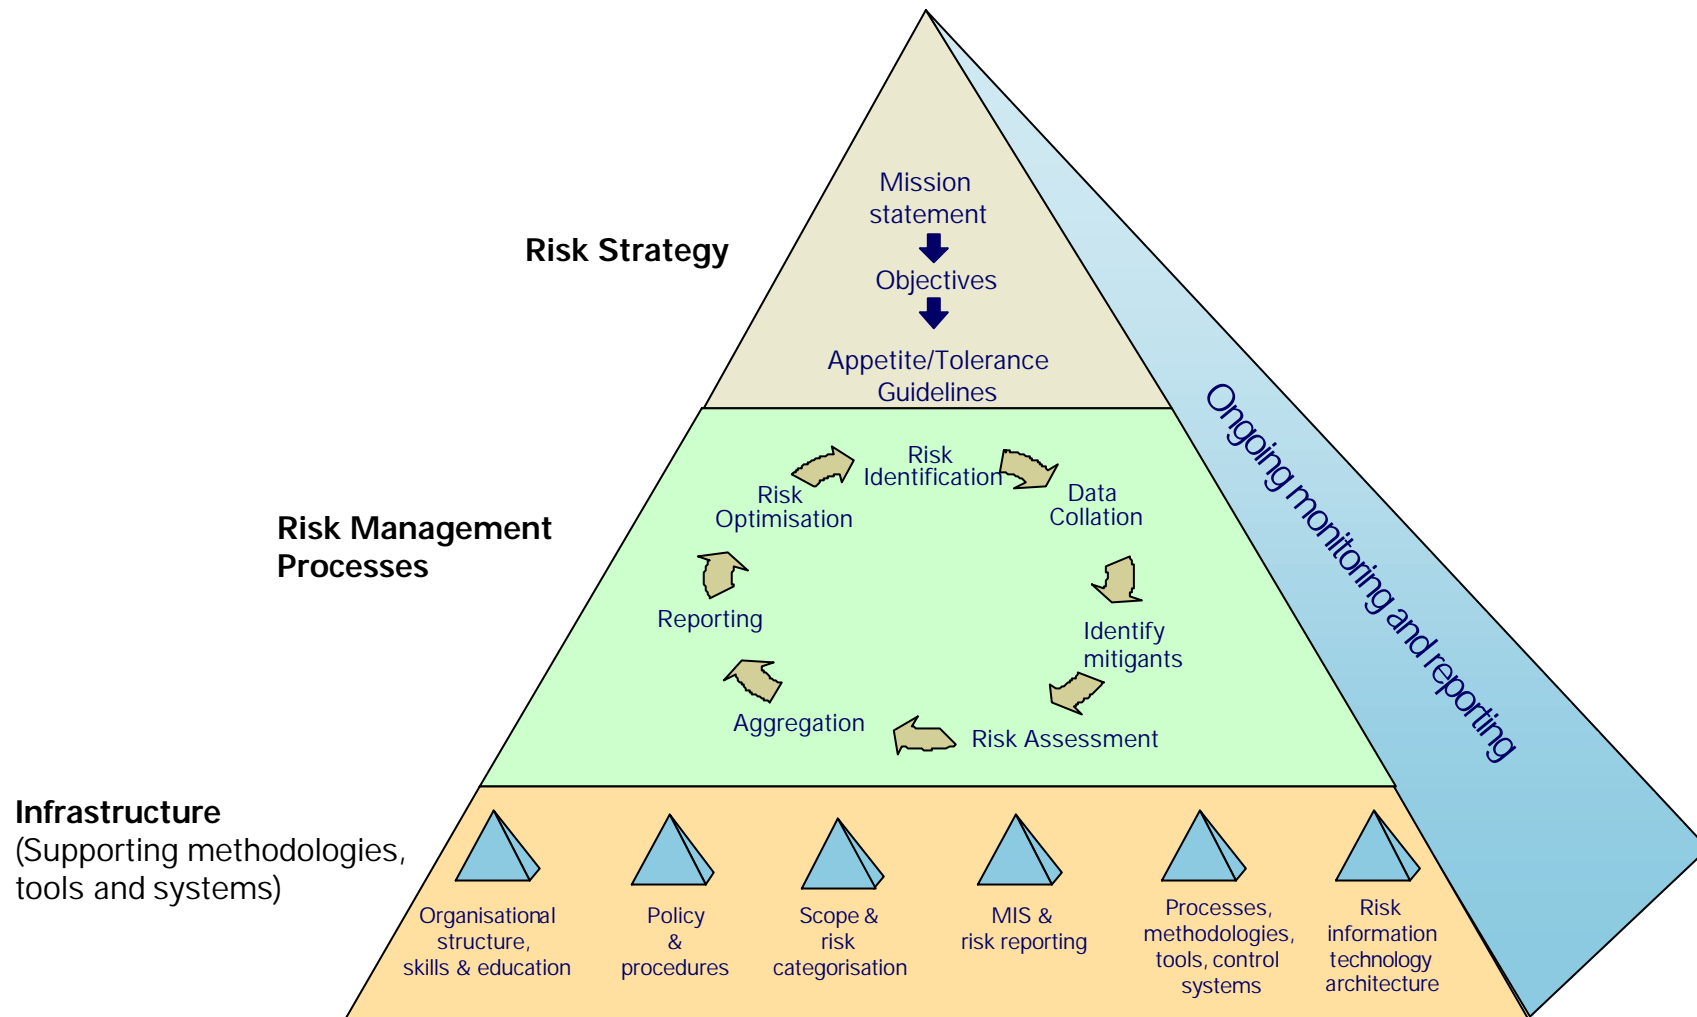 Mission
statement
Risk Strategy
Objectives
Appetite/Tolerance
Guidelines
Ongoing monitoring and reporting
Risk Management
Processes
Risk
Identification
Data
Collation
Identify
mitigants
Risk Assessment
Aggregation
Reporting
Risk
Optimisation
Infrastructure
(Supporting methodologies,
tools and systems)
Organisational
structure,
skills & education
Policy
&
procedures
Scope &
risk
categorisation
MIS &
risk reporting
Processes,
methodologies,
tools, control
systems
Risk
information
technology
architecture